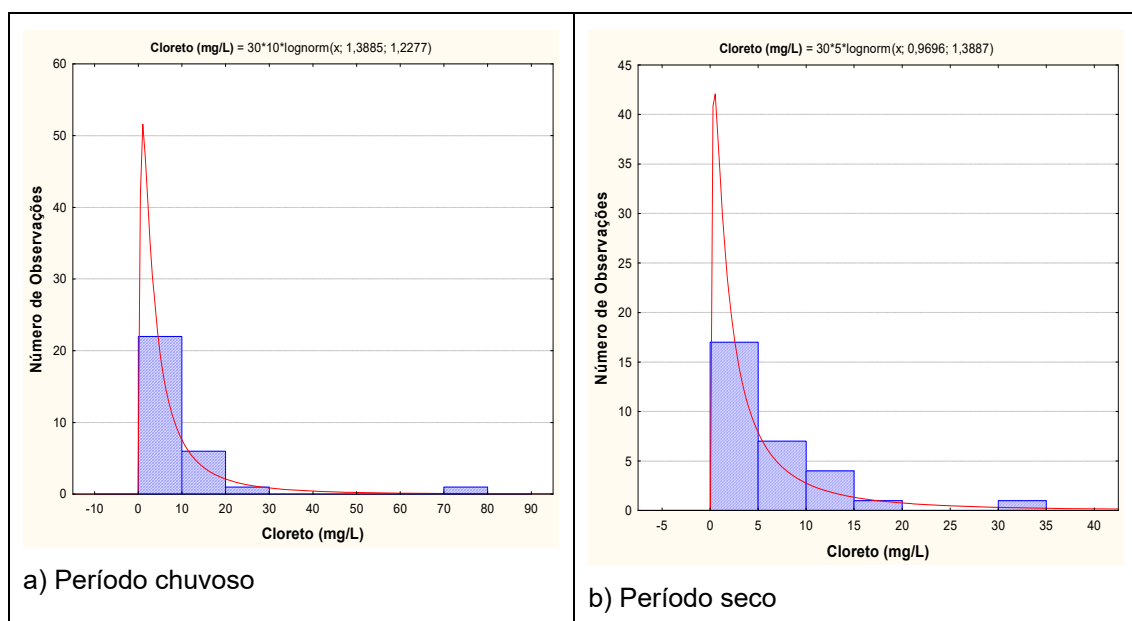 Cloreto (mg/L) = 30*10*lognorm(x; 1,3885; 1,2277)
60
50
40
30
20
10
0
Número de Observações
-10 0 10 20 30 40 50 60 70 80 90
Cloreto (mg/L)
a) Período chuvoso
Cloreto (mg/L) = 30*5*lognorm(x; 0,9696; 1,3887)
45
40
35
30
25
20
15
10
5
0
Número de Observações
-5 0 5 10 15 20 25 30 35 40
Cloreto (mg/L)
b) Período seco